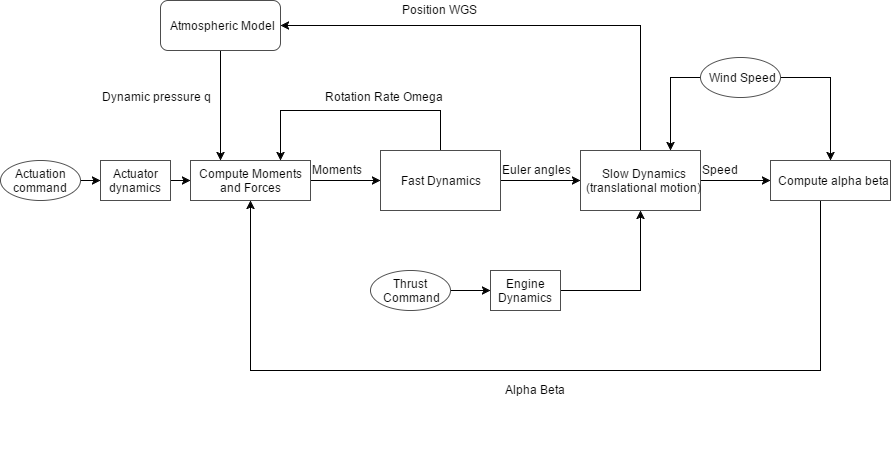 Position WGS
Atmospheric Model
Wind Speed
Dynamic pressure q
Rotation Rate Omega
Actuation
command
Actuator
dynamics
Compute Moments
and Forces
Moments
Fast Dynamics
Euler angles
Slow Dynamics
(translational motion)
Speed
Compute alpha beta
Thrust
Command
Engine
Dynamics
Alpha Beta